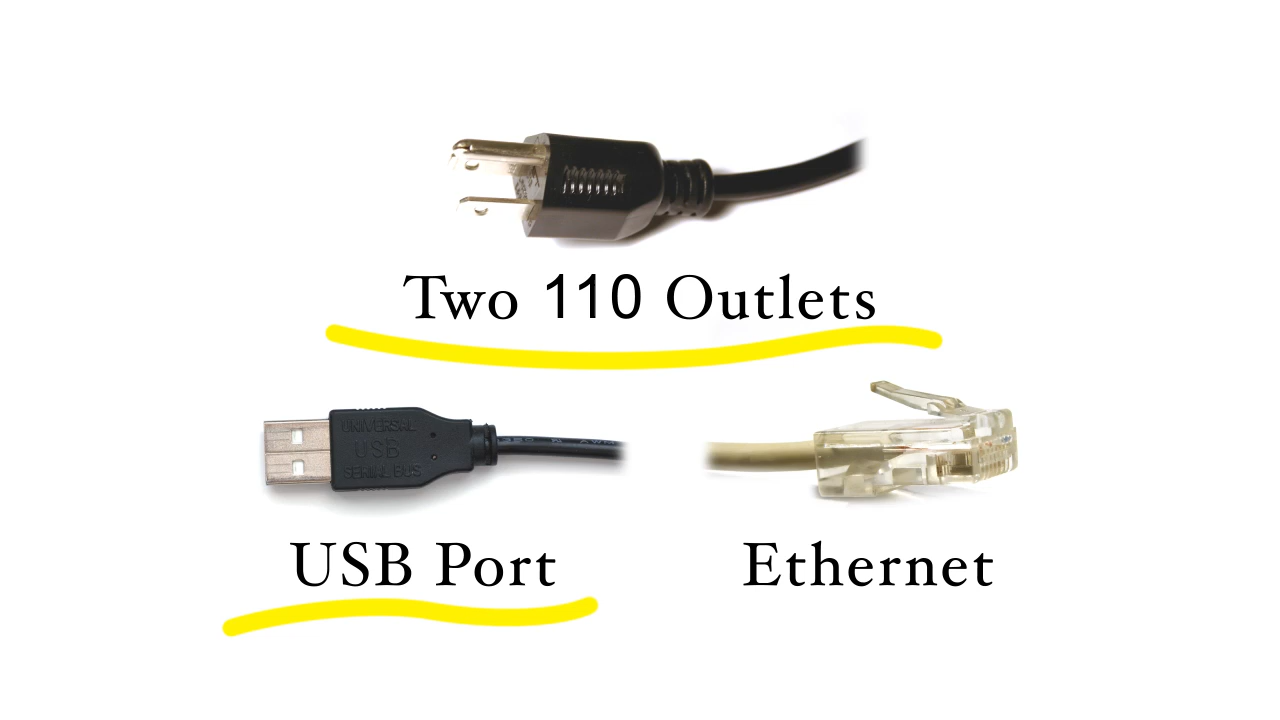 Two 110 Outlets
UNIVERSAL
USB
SERIAL BUS
USB Port
Ethernet